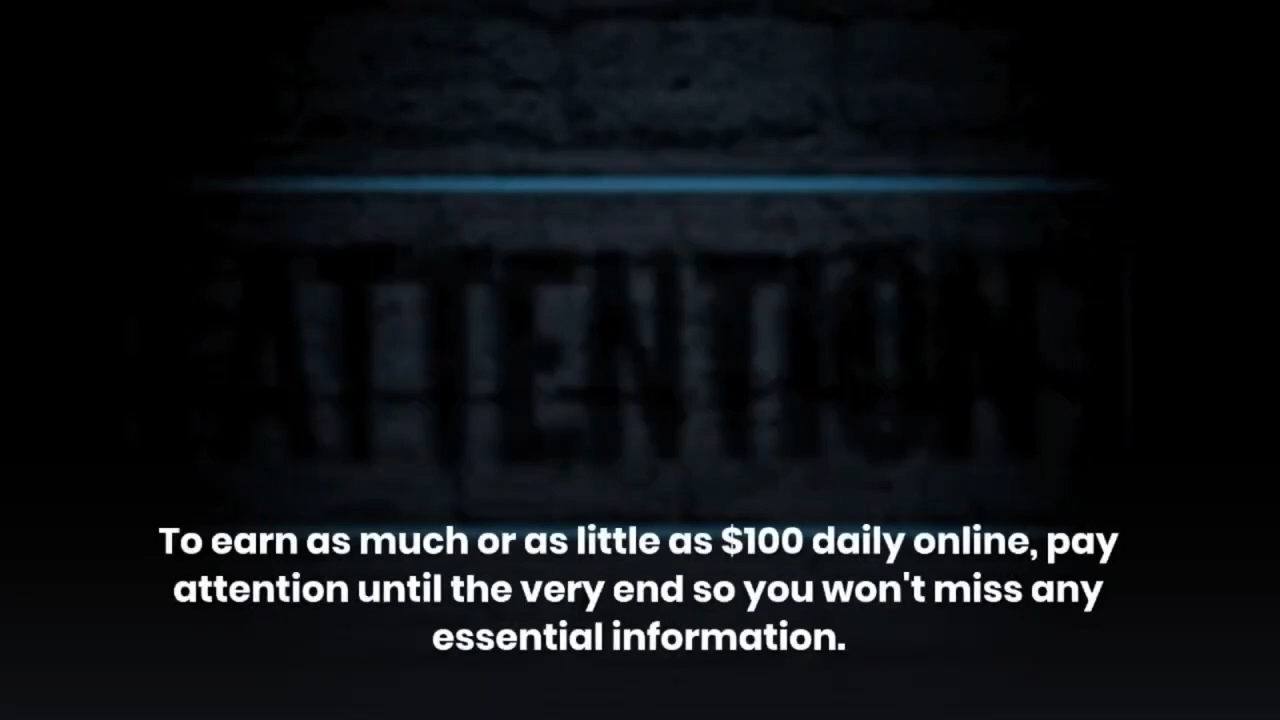 ATTENTION
To earn as much or as little as $100 daily online, pay
attention until the very end so you won't miss any
essential information.